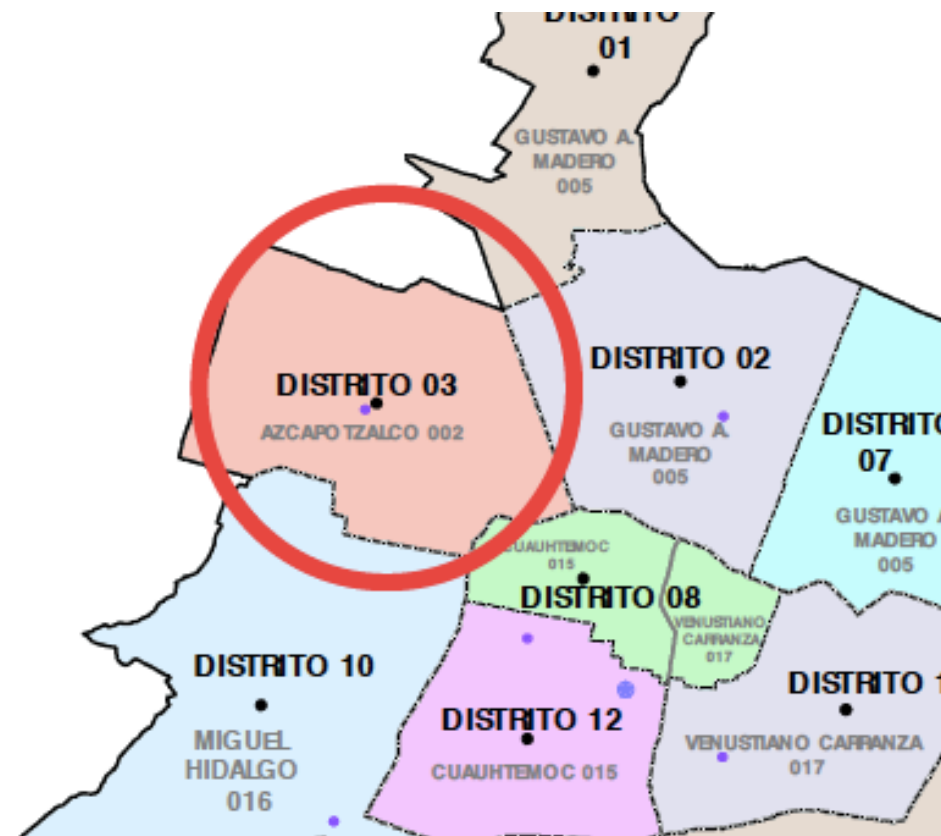 DISTRITO
01
GUSTAVO A.
MADERO
005
DISTRITO 03
AZCAPOTZALCO 002
DISTRITO 02
GUSTAVO A.
MADERO
005
DISTRITO
07
GUSTAVO
MADERO
005
CUAUHTEMOC
015
DISTRITO 08
VENUSTIANO
CARRANZA
017
DISTRITO 10
MIGUEL
HIDALGO
016
DISTRITO 12
CUAUHTEMOC 015
DISTRITO 1
VENUSTIANO CARRANZA
017